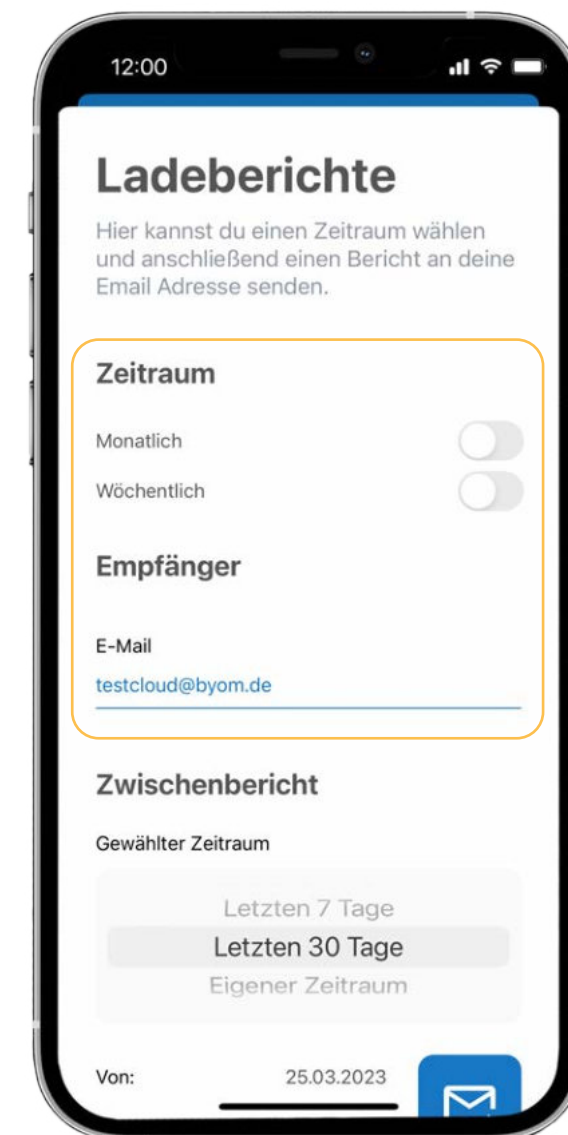 12:00
Ladeberichte
Hier kannst du einen Zeitraum wählen
und anschließend einen Bericht an deine
Email Adresse senden.
Zeitraum
Monatlich
Wöchentlich
Empfänger
E-Mail
testcloud@byom.de
Zwischenbericht
Gewählter Zeitraum
Letzten 7 Tage
Letzten 30 Tage
Eigener Zeitraum
Von: 25.03.2023